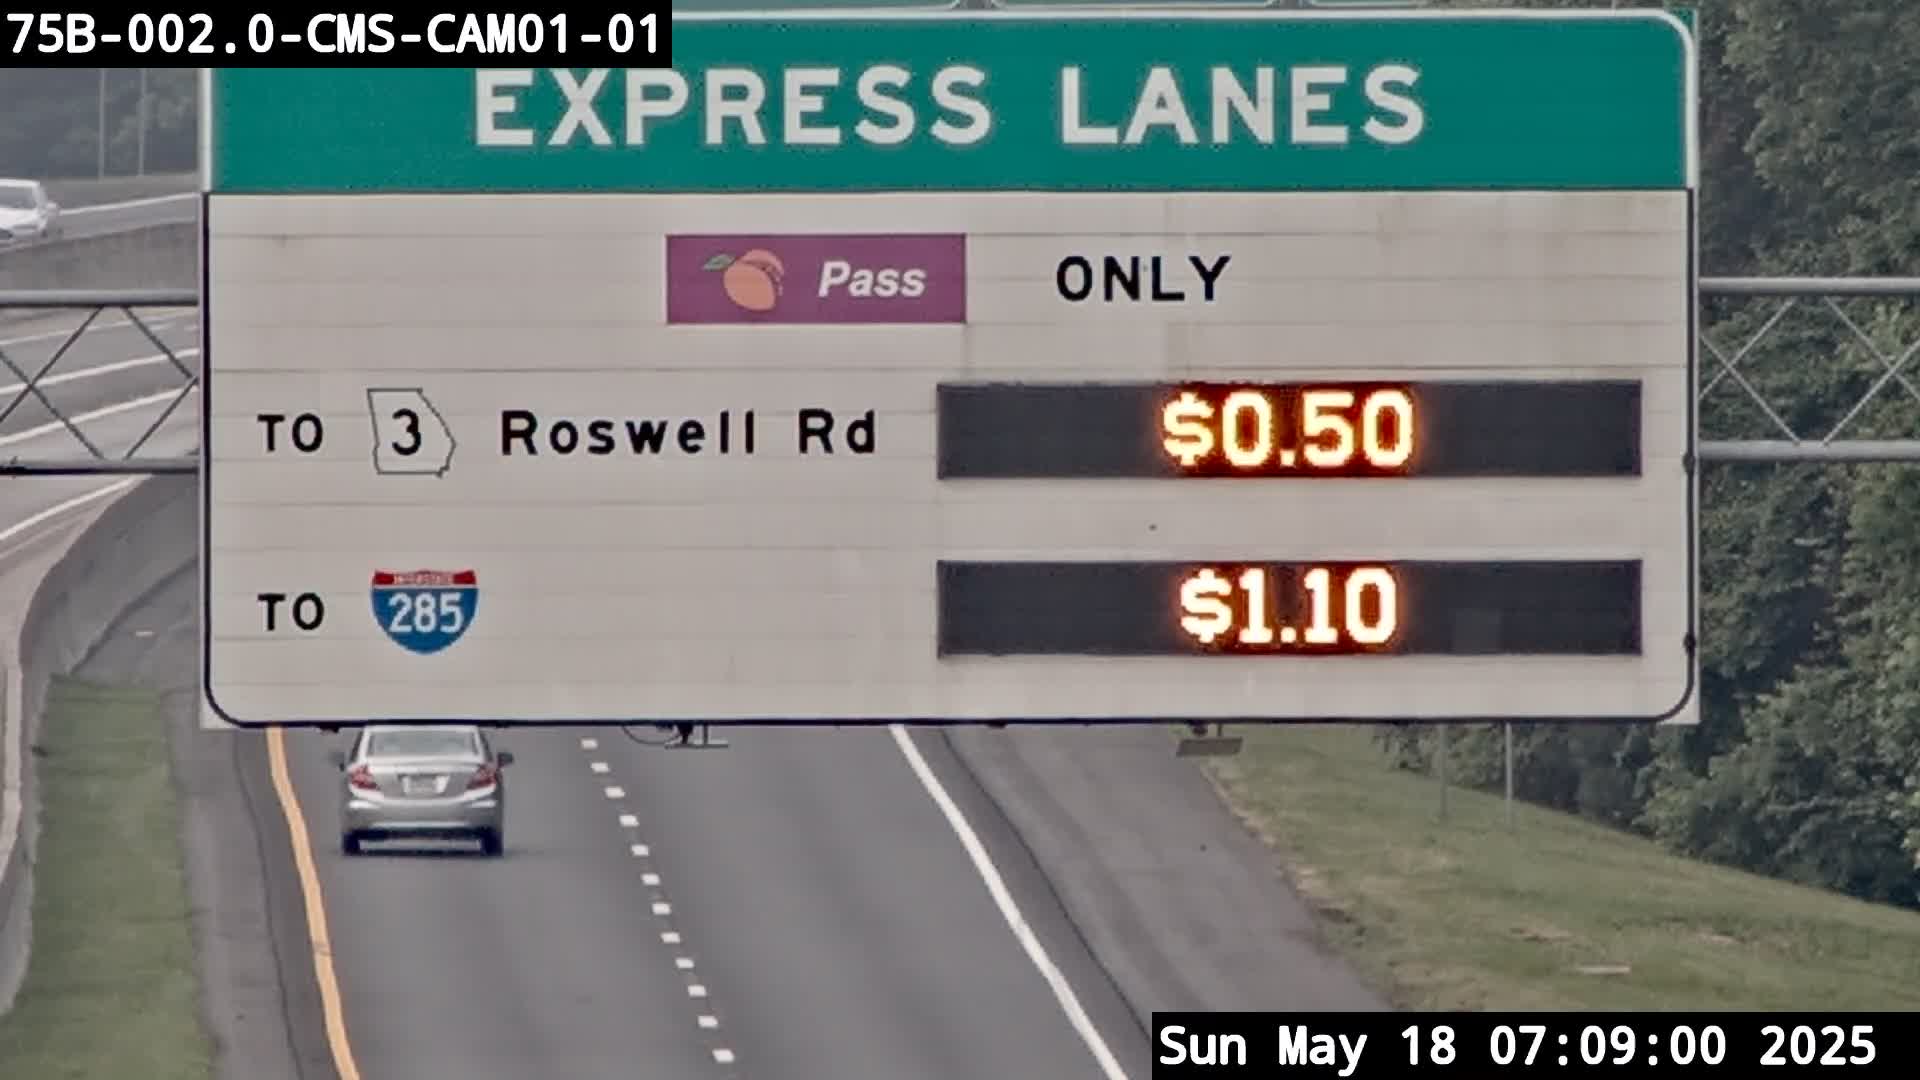 75B-002.0-CMS-CAM01-01
EXPRESS LANES
Pass ONLY
TO 3 Roswell Rd $0.50
INTERSTATE
TO 285 $1.10
Sun May 18 07:09:00 2025